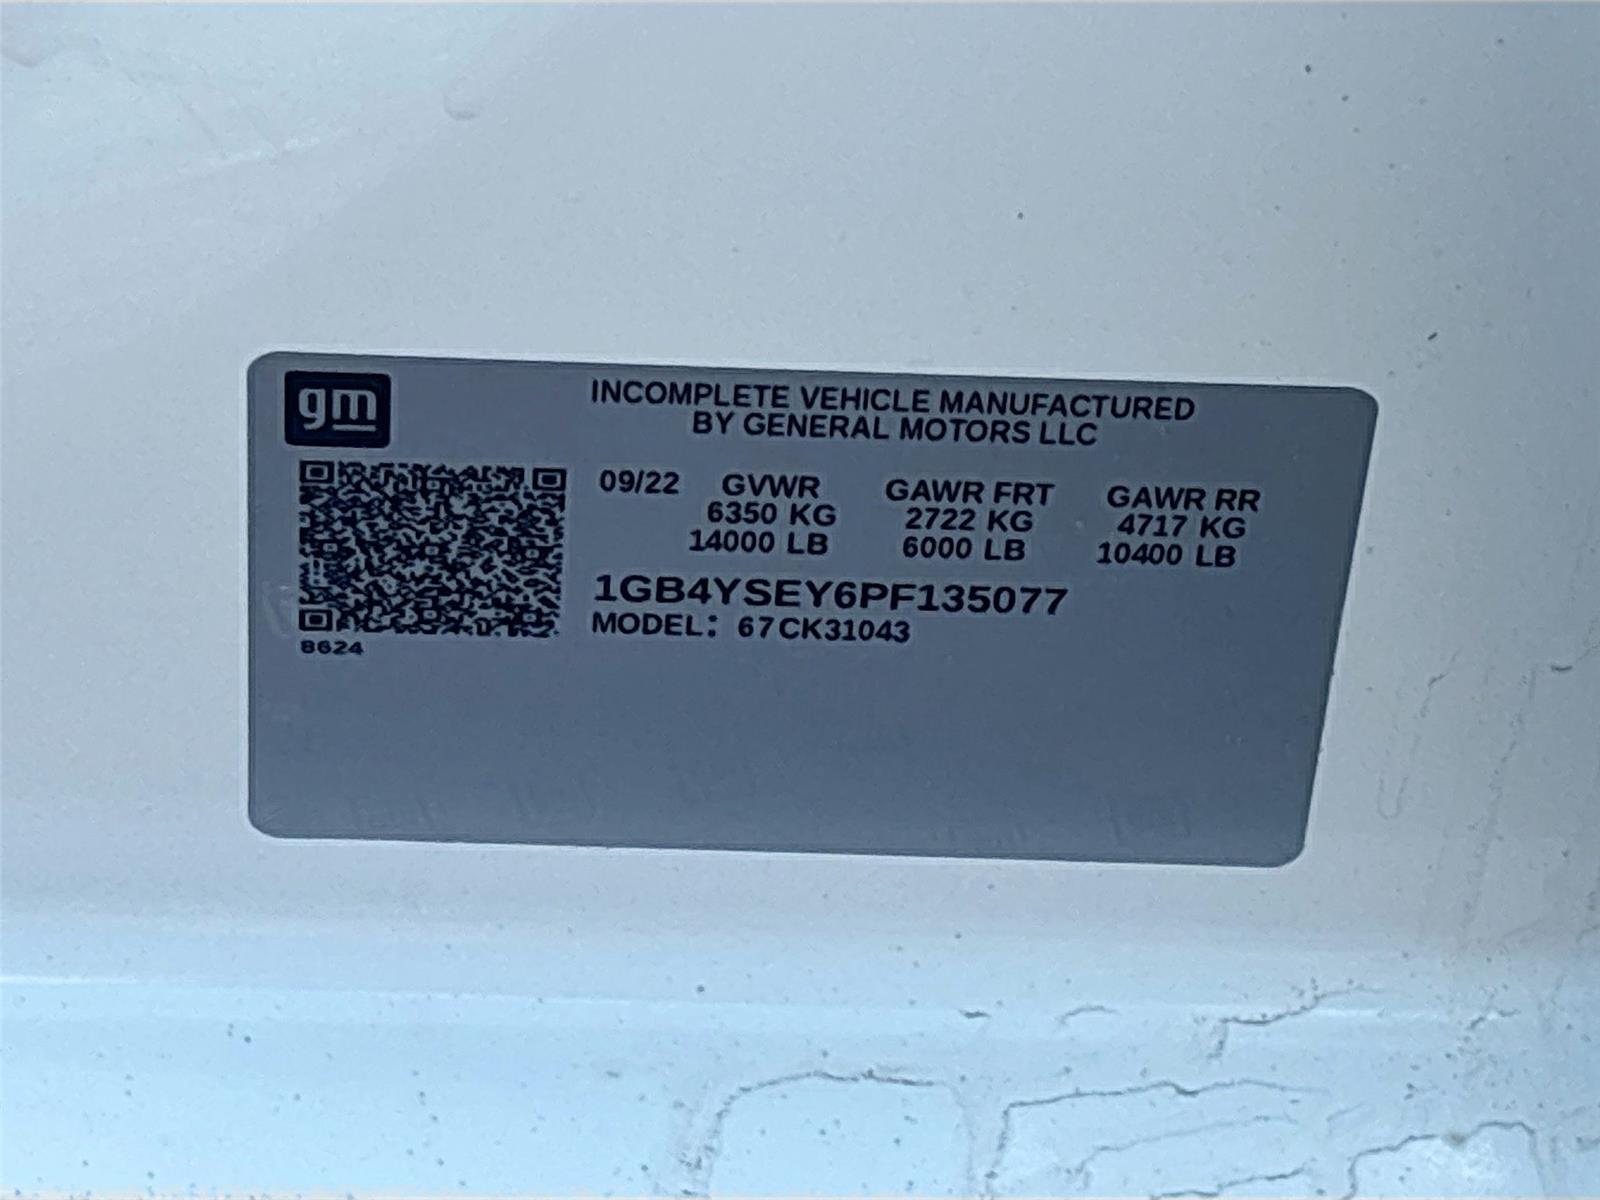 gm
INCOMPLETE VEHICLE MANUFACTURED
BY GENERAL MOTORS LLC
09/22 GVWR GAWR FRT GAWR RR
6350 KG 2722 KG 4717 KG
14000 LB 6000 LB 10400 LB
1GB4YSEY6PF135077
MODEL: 67CK31043
8624